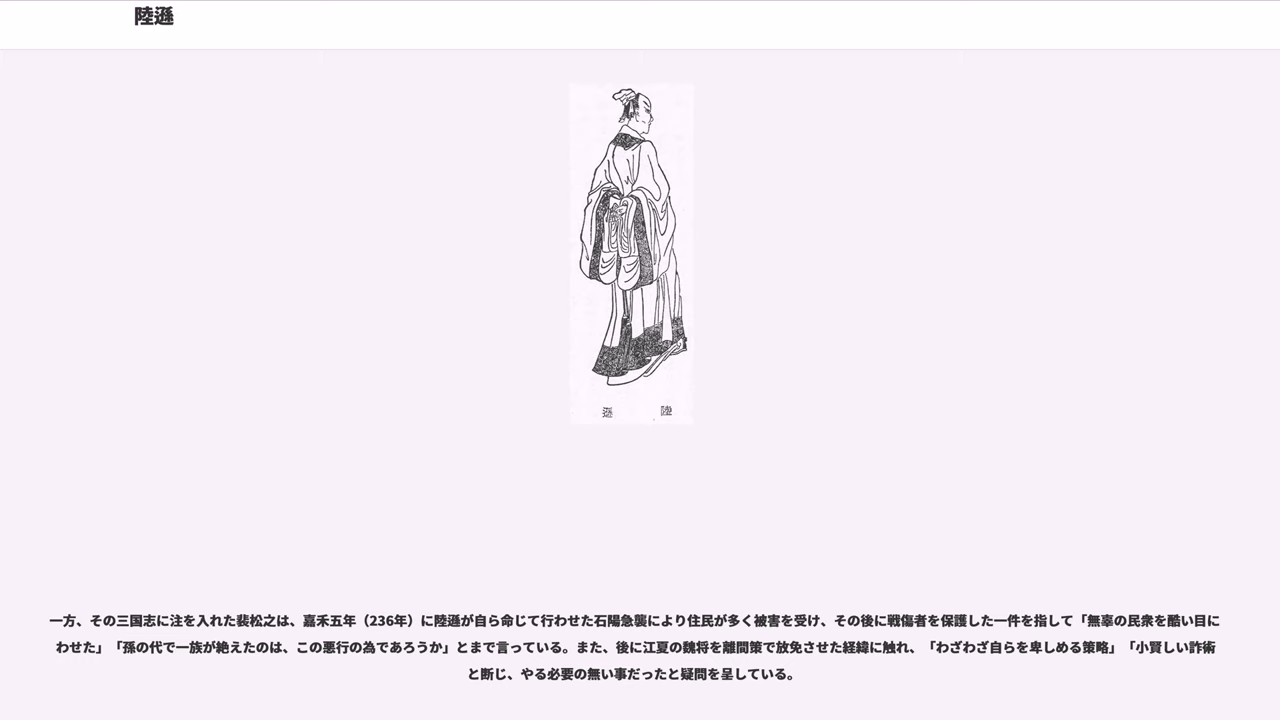 陸遜
遜 陸
一方、その三国志に注を入れた裴松之は、嘉禾五年（236年）に陸遜が自ら命じて行わせた石陽急襲により住民が多く被害を受け、その後に戦傷者を保護した一件を指して「無辜の民衆を酷い目に
わせた」「孫の代で一族が絶えたのは、この悪行の為であろうか」とまで言っている。また、後に江夏の魏将を離間策で放免させた経緯に触れ、「わざわざ自らを卑しめる策略」「小賢しい詐術
と断じ、やる必要の無い事だったと疑問を呈している。